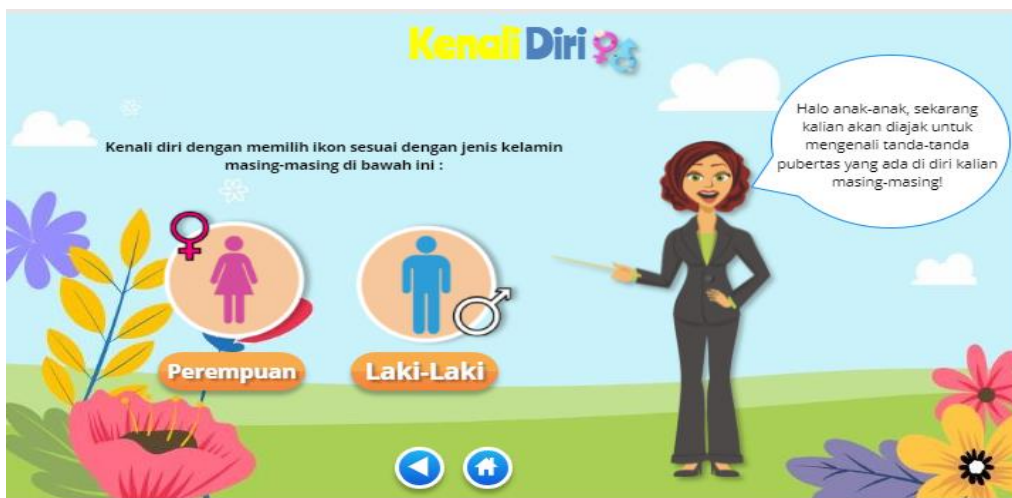 Kenali Diri
Halo anak-anak, sekarang
kalian akan diajak untuk
mengenali tanda-tanda
pubertas yang ada di diri kalian
masing-masing!
Kenali diri dengan memilih ikon sesuai dengan jenis kelamin
masing-masing di bawah ini :
Perempuan
Laki-Laki